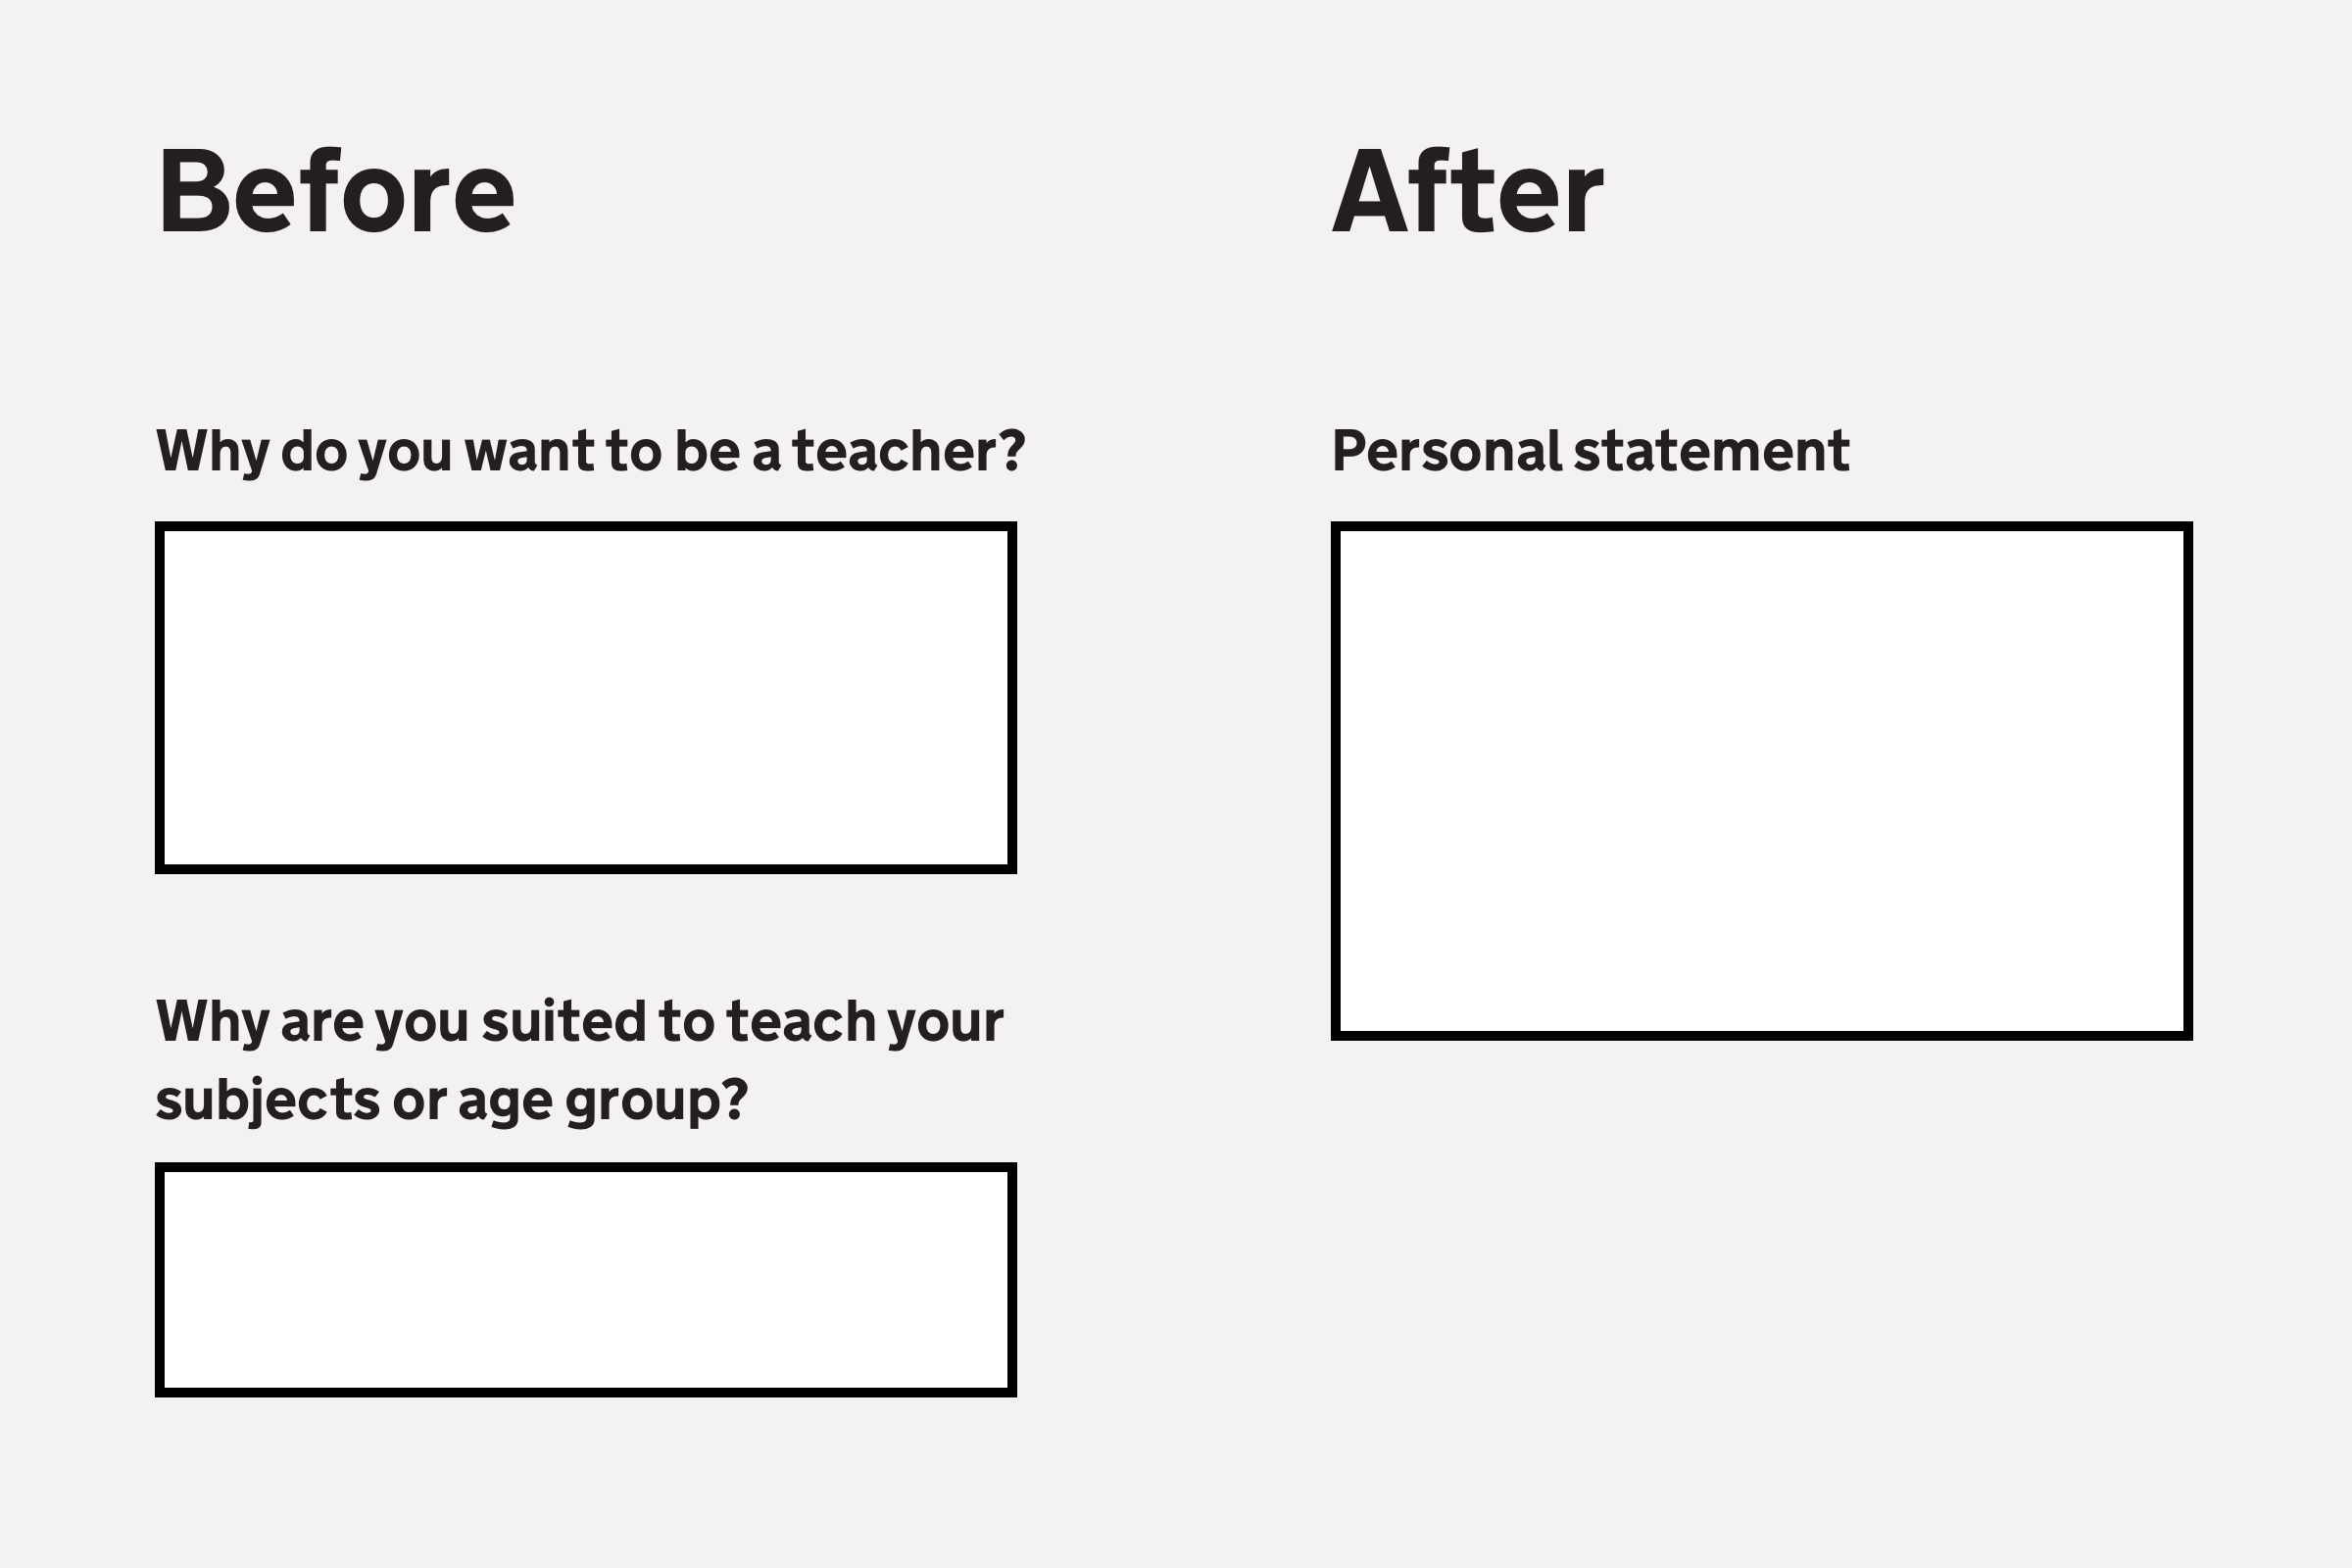 Before
Why do you want to be a teacher?
Why are you suited to teach your
subjects or age group?
After
Personal statement